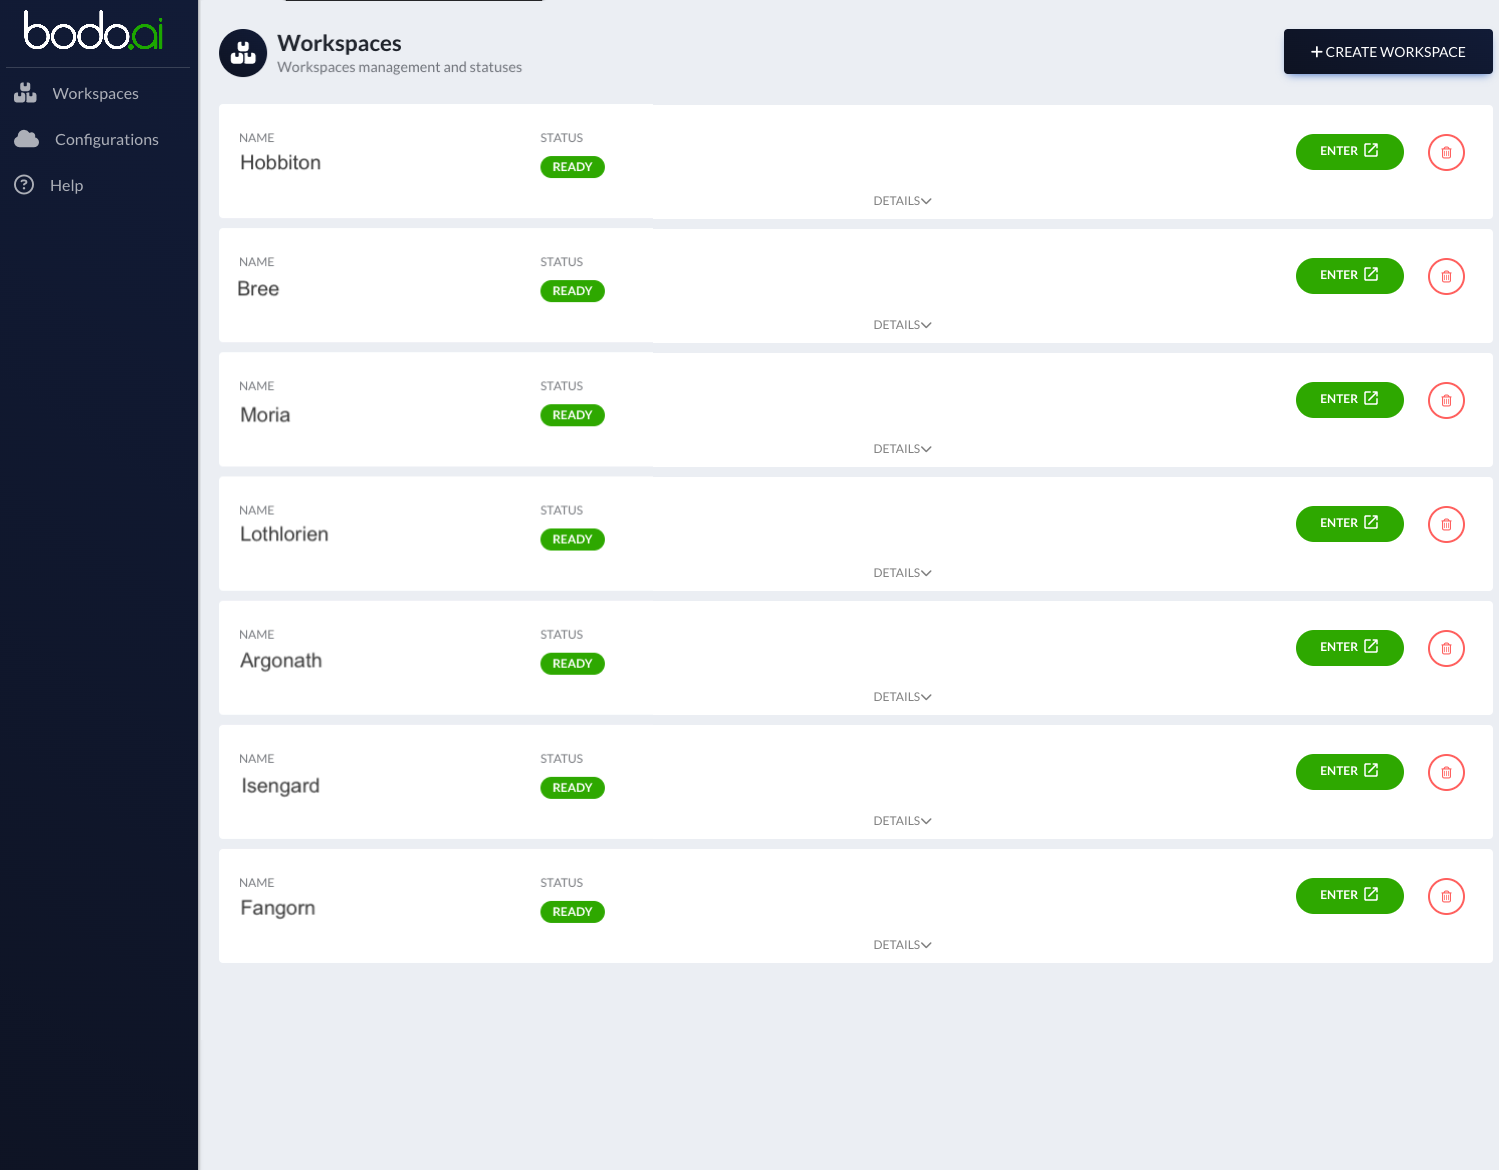 bodo.ai
Workspaces
Configurations
Help
Workspaces
Workspaces management and statuses
+ CREATE WORKSPACE
NAME STATUS
Hobbiton READY ENTER
DETAILS
NAME STATUS
Bree READY ENTER
DETAILS
NAME STATUS
Moria READY ENTER
DETAILS
NAME STATUS
Lothlorien READY ENTER
DETAILS
NAME STATUS
Argonath READY ENTER
DETAILS
NAME STATUS
Isengard READY ENTER
DETAILS
NAME STATUS
Fangorn READY ENTER
DETAILS